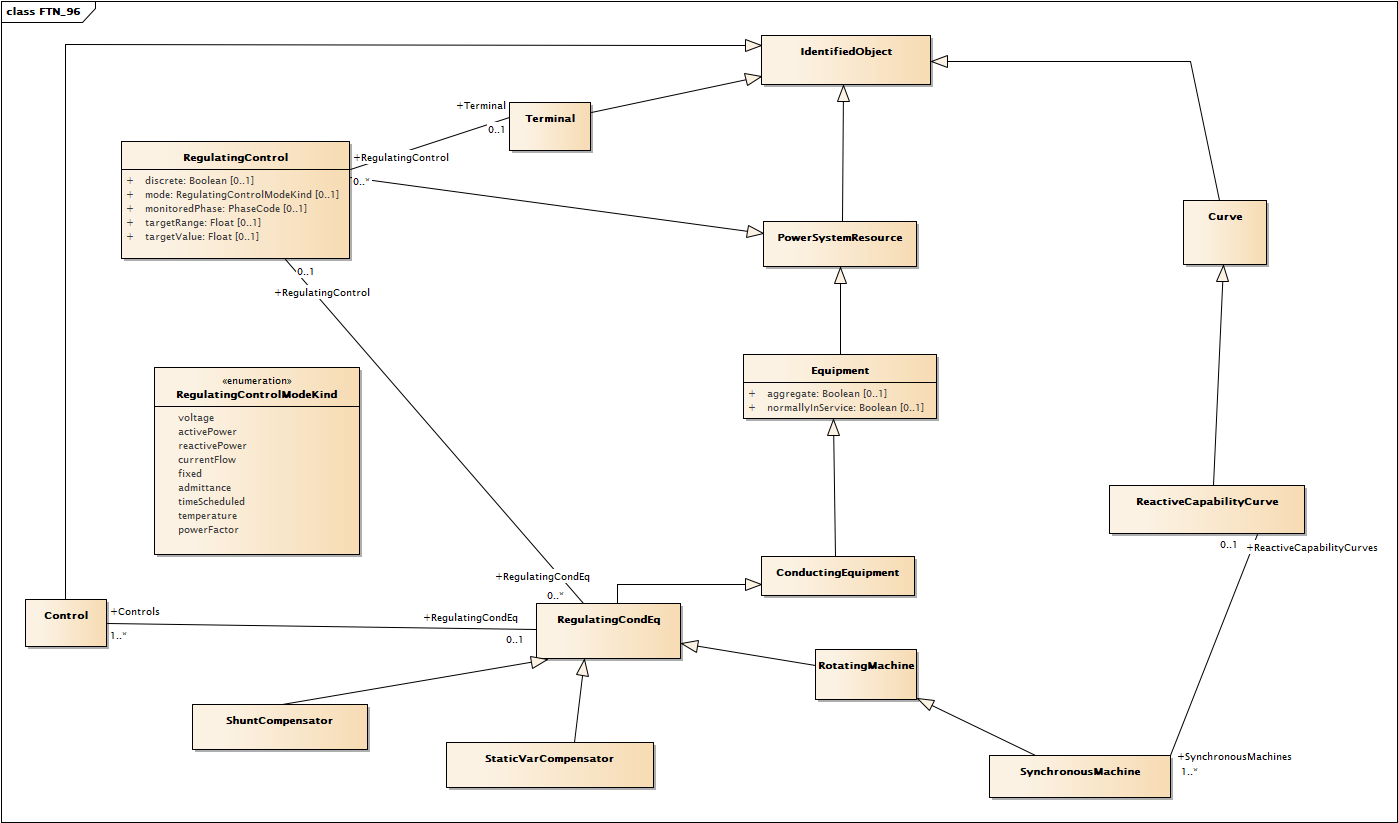 class FTN_96
IdentifiedObject
+Terminal
0..1
Terminal
RegulatingControl
+ discrete: Boolean [0..1]
+ mode: RegulatingControlModeKind [0..1]
+ monitoredPhase: PhaseCode [0..1]
+ targetRange: Float [0..1]
+ targetValue: Float [0..1]
+RegulatingControl
0..*
PowerSystemResource
Curve
0..1
+RegulatingControl
«enumeration»
RegulatingControlModeKind
voltage
activePower
reactivePower
currentFlow
fixed
admittance
timeScheduled
temperature
powerFactor
Equipment
+ aggregate: Boolean [0..1]
+ normallyInService: Boolean [0..1]
ReactiveCapabilityCurve
0..1
+ReactiveCapabilityCurves
ConductingEquipment
+RegulatingCondEq
0..*
Control
+Controls
1..*
+RegulatingCondEq
0..1
RegulatingCondEq
RotatingMachine
ShuntCompensator
StaticVarCompensator
+SynchronousMachines
1..*
SynchronousMachine